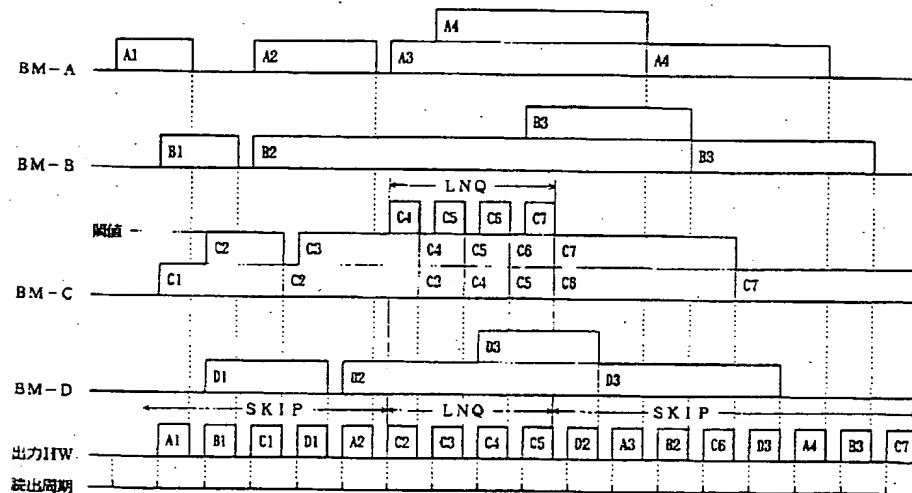 A4
A1 A2 A3 A4
BM-A
B3
B1 B2 B3
BM-B
LNQ
C4 C5 C6 C7
閾値
C2 C3 C4 C5 C6 C7
C1 C2 C3 C4 C5 C6 C7
BM-C
D3
D1 D2 D3
BM-D
SKIP LNQ SKIP
A1 B1 C1 D1 A2 C2 C3 C4 C5 D2 A3 B2 C6 D3 A4 B3 C7
出力HW
読出周期